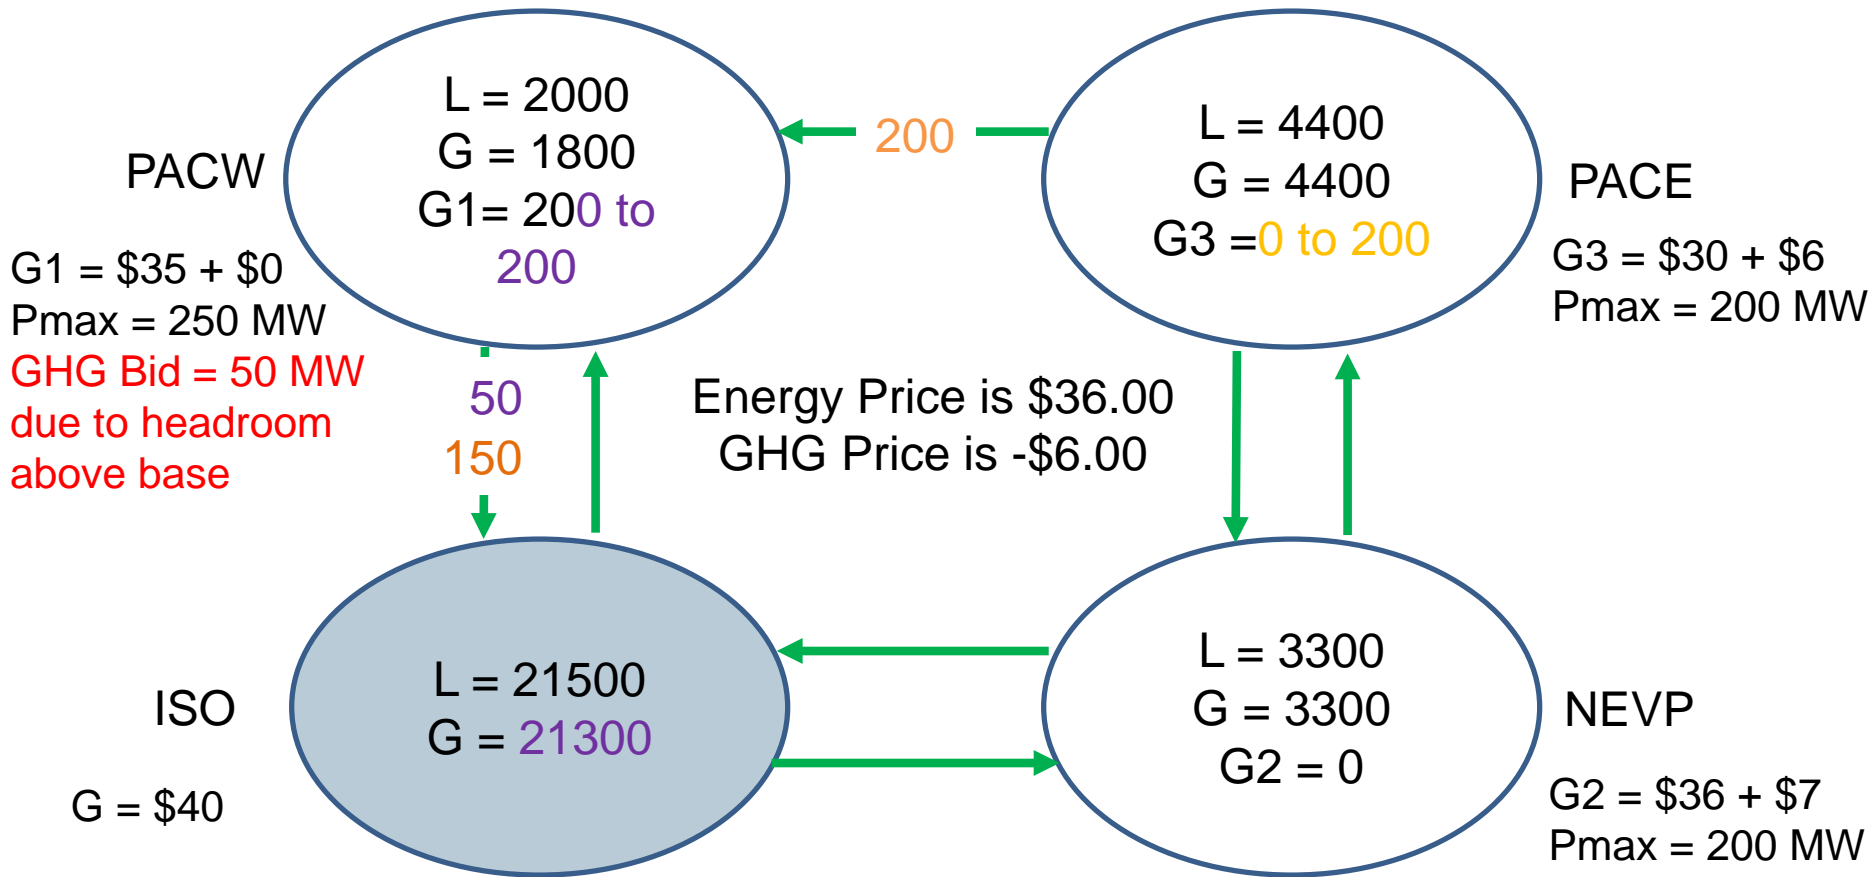 PACW
L = 2000
G = 1800
G1= 200 to
200
G1 = $35 + $0
Pmax = 250 MW
GHG Bid = 50 MW
due to headroom
above base
200
L = 4400
G = 4400
G3 =0 to 200
PACE
G3 = $30 + $6
Pmax = 200 MW
50
150
Energy Price is $36.00
GHG Price is -$6.00
ISO
L = 21500
G = 21300
G = $40
L = 3300
G = 3300
G2 = 0
NEVP
G2 = $36 + $7
Pmax = 200 MW